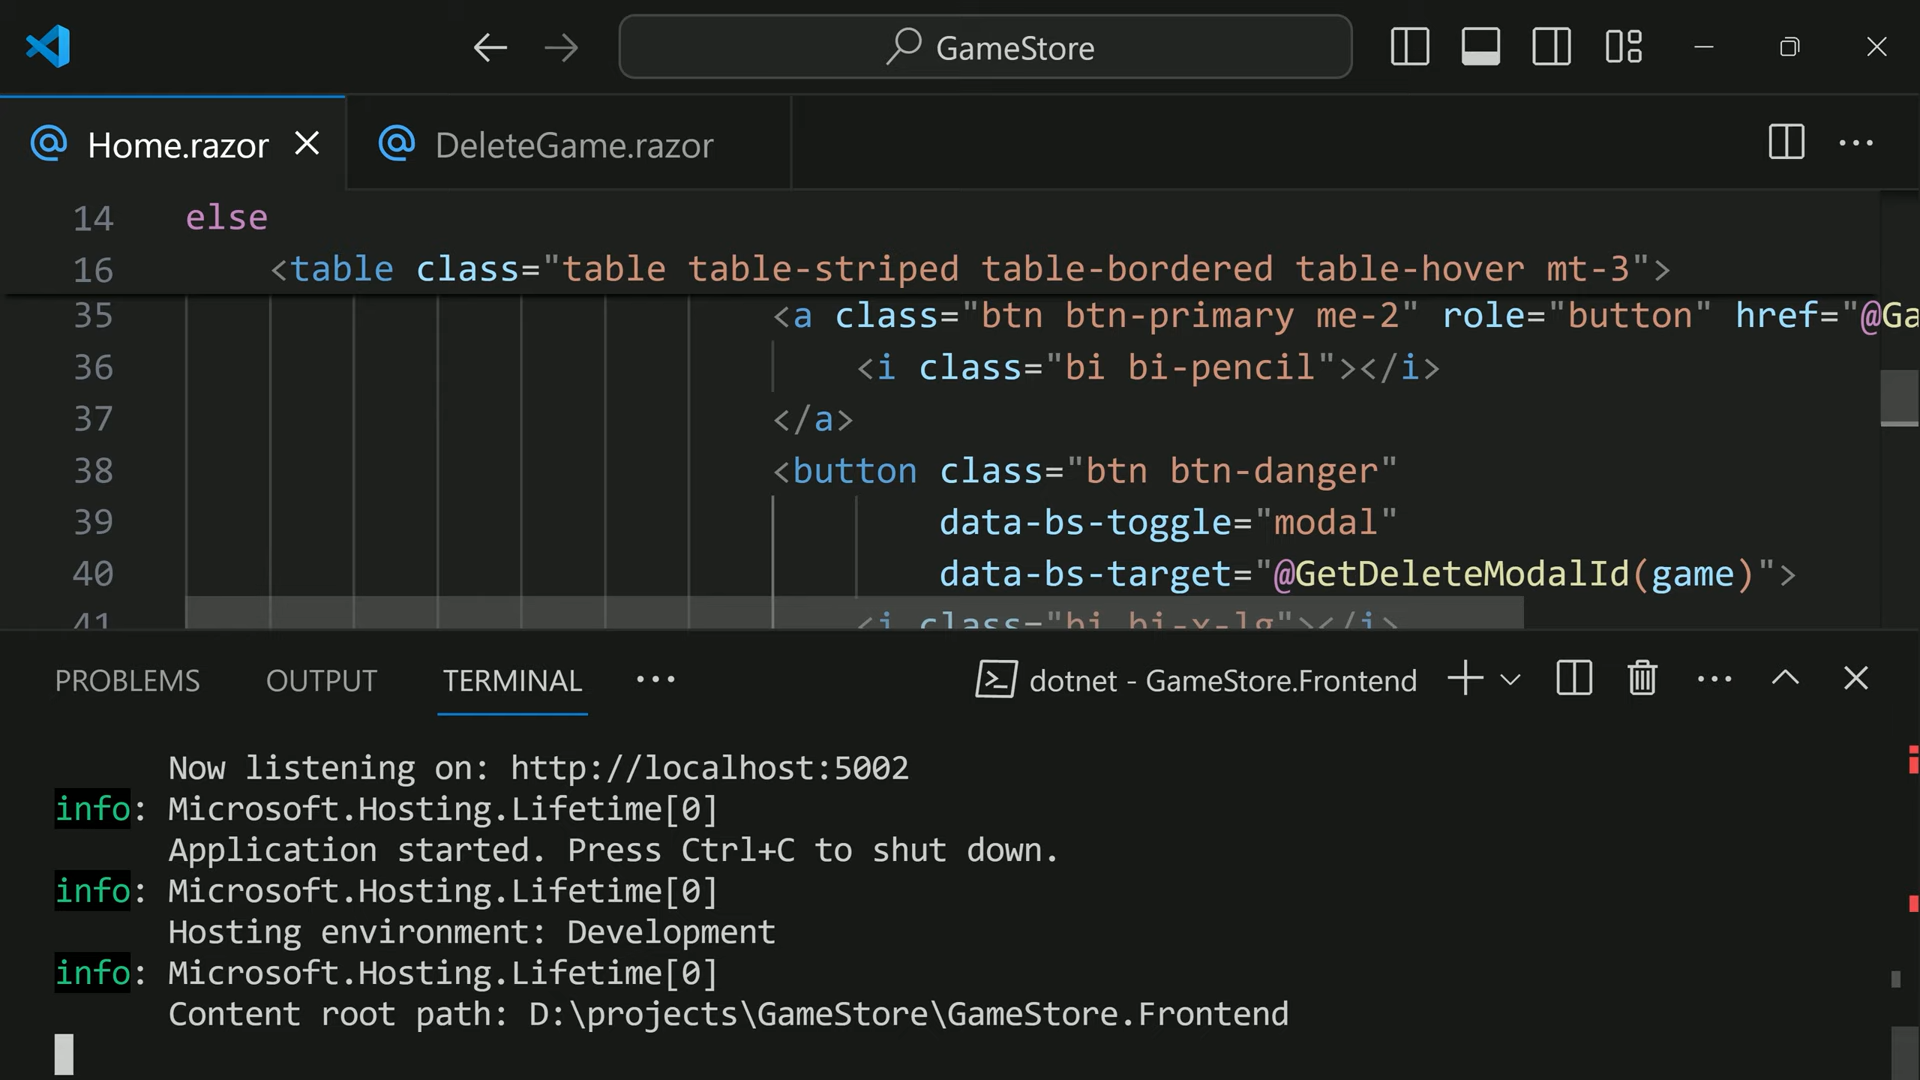 GameStore
Home.razor
DeleteGame.razor
14 else
16 <table class="table table-striped table-bordered table-hover mt-3">
35 <a class="btn btn-primary me-2" role="button" href="@Ga
36 <i class="bi bi-pencil"></i>
37 </a>
38 <button class="btn btn-danger"
39 data-bs-toggle="modal"
40 data-bs-target="@GetDeleteModalId(game)">
41 <i class="bi bi-x-lg"></i>
PROBLEMS OUTPUT TERMINAL
dotnet - GameStore.Frontend
Now listening on: http://localhost:5002
info: Microsoft.Hosting.Lifetime[0]
Application started. Press Ctrl+C to shut down.
info: Microsoft.Hosting.Lifetime[0]
Hosting environment: Development
info: Microsoft.Hosting.Lifetime[0]
Content root path: D:\projects\GameStore\GameStore.Frontend